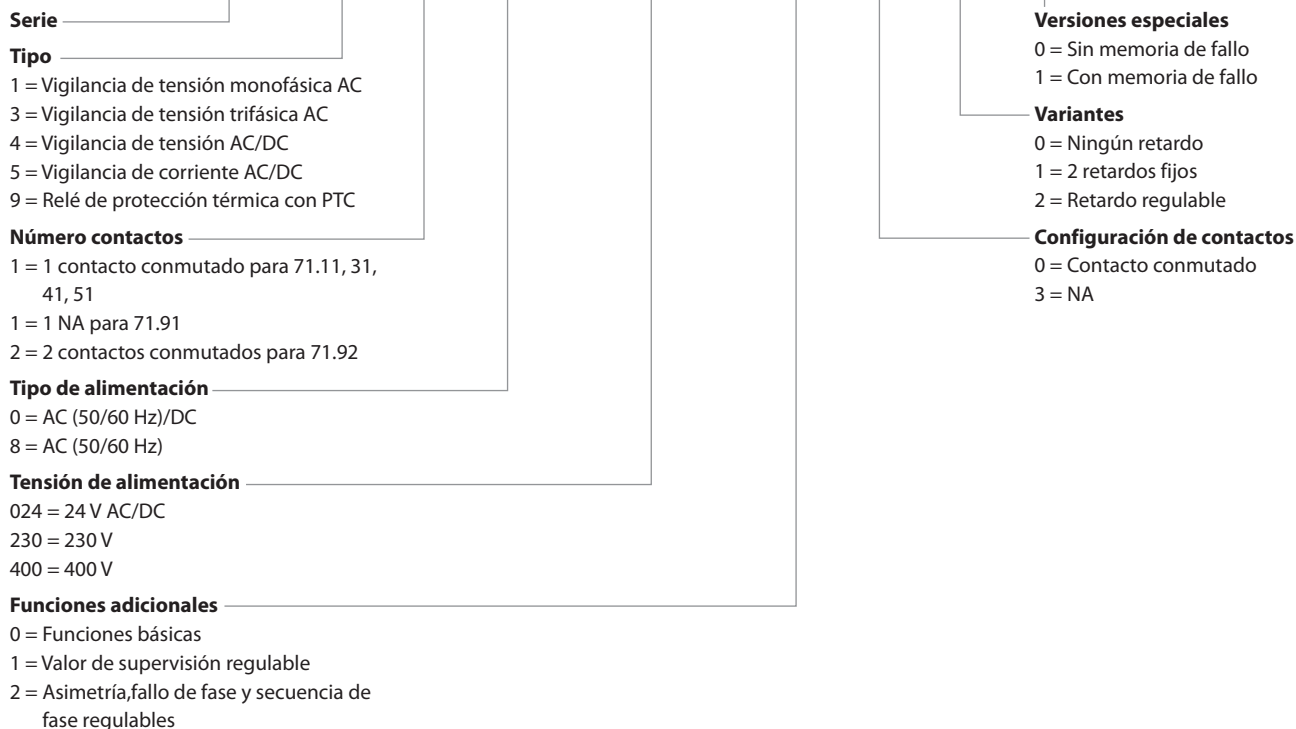 Serie
Tipo
1 = Vigilancia de tensión monofásica AC
3 = Vigilancia de tensión trifásica AC
4 = Vigilancia de tensión AC/DC
5 = Vigilancia de corriente AC/DC
9 = Relé de protección térmica con PTC
Número contactos
1 = 1 contacto conmutado para 71.11, 31,
41, 51
1 = 1 NA para 71.91
2 = 2 contactos conmutados para 71.92
Tipo de alimentación
0 = AC (50/60 Hz)/DC
8 = AC (50/60 Hz)
Tensión de alimentación
024 = 24 V AC/DC
230 = 230 V
400 = 400 V
Funciones adicionales
0 = Funciones básicas
1 = Valor de supervisión regulable
2 = Asimetría,fallo de fase y secuencia de
fase regulables
Versiones especiales
0 = Sin memoria de fallo
1 = Con memoria de fallo
Variantes
0 = Ningún retardo
1 = 2 retardos fijos
2 = Retardo regulable
Configuración de contactos
0 = Contacto conmutado
3 = NA